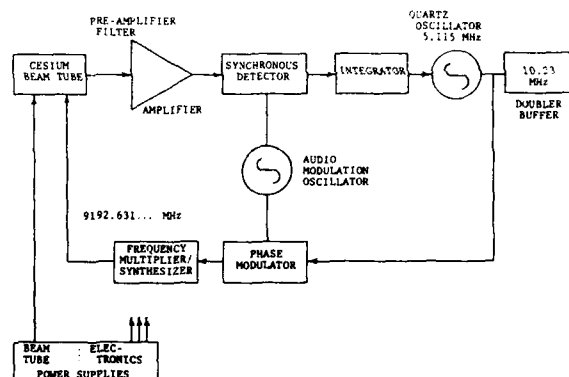 PRE-AMPLIFIER
FILTER
QUARTZ
OSCILLATOR
5.115 MHz
CESIUM
BEAM TUBE
SYNCHRONOUS
DETECTOR
INTEGRATOR
10.23
MHz
DOUBLER
BUFFER
AMPLIFIER
AUDIO
MODULATION
OSCILLATOR
9192.631... MHz
FREQUENCY
MULTIPLIER/
SYNTHESIZER
PHASE
MODULATOR
BEAM
TUBE
ELEC-
TRONICS
POWER SUPPLIES